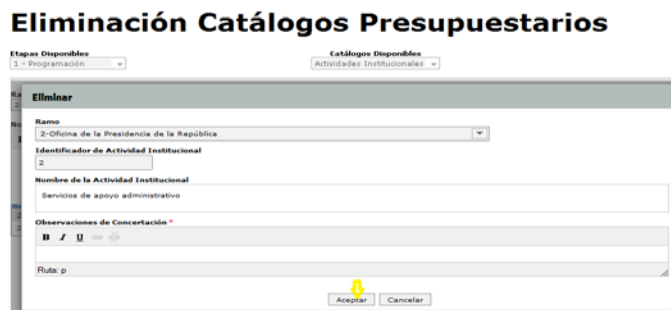 Eliminación Catálogos Presupuestarios
Etapas Disponibles
Catálogos Disponibles
1 - Programación
Actividades Institucionales
Eliminar
Ramo
2-Oficina de la Presidencia de la República
Identificador de Actividad Institucional
2
Nombre de la Actividad Institucional
Servicios de apoyo administrativo
Observaciones de Concertación *
B I U
Ruta: p
Aceptar Cancelar